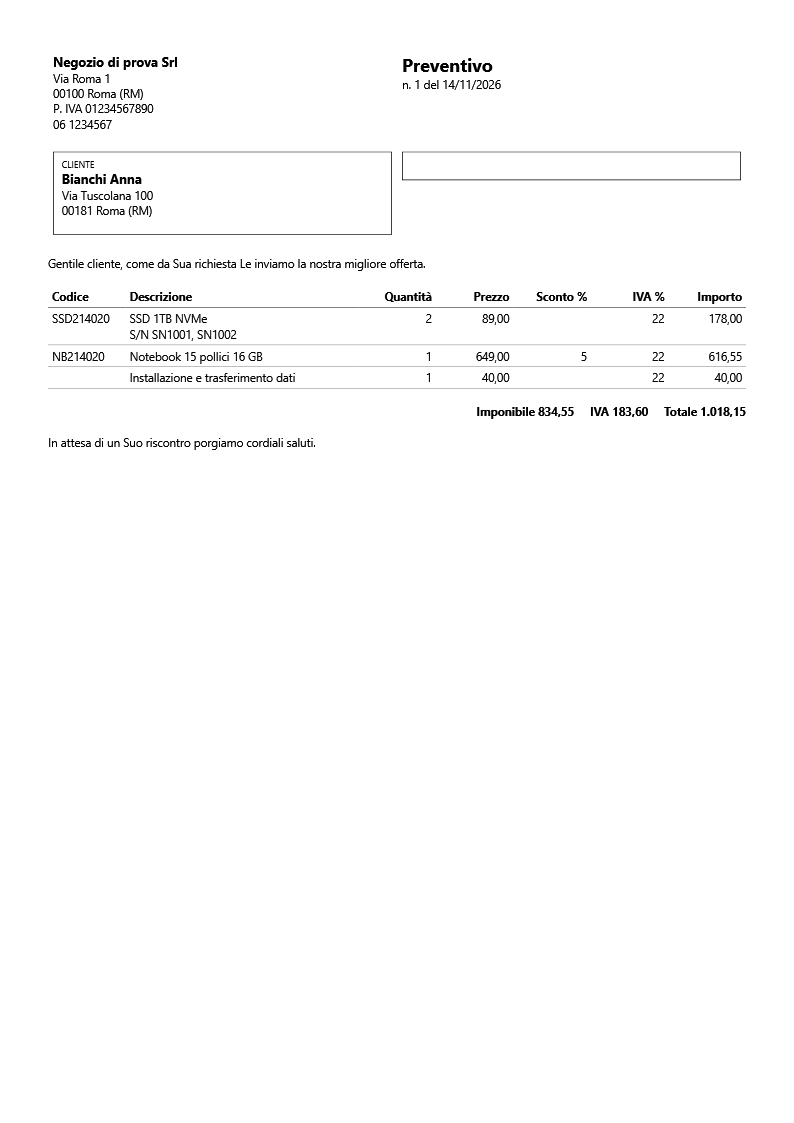 Negozio di prova Srl
Via Roma 1
00100 Roma (RM)
P. IVA 01234567890
06 1234567
Preventivo
n. 1 del 14/11/2026
CLIENTE
Bianchi Anna
Via Tuscolana 100
00181 Roma (RM)
Gentile cliente, come da Sua richiesta Le inviamo la nostra migliore offerta.
Codice Descrizione Quantità Prezzo Sconto % IVA % Importo
SSD214020 SSD 1TB NVMe 2 89,00 22 178,00
S/N SN1001, SN1002
NB214020 Notebook 15 pollici 16 GB 1 649,00 5 22 616,55
Installazione e trasferimento dati 1 40,00 22 40,00
Imponibile 834,55 IVA 183,60 Totale 1.018,15
In attesa di un Suo riscontro porgiamo cordiali saluti.